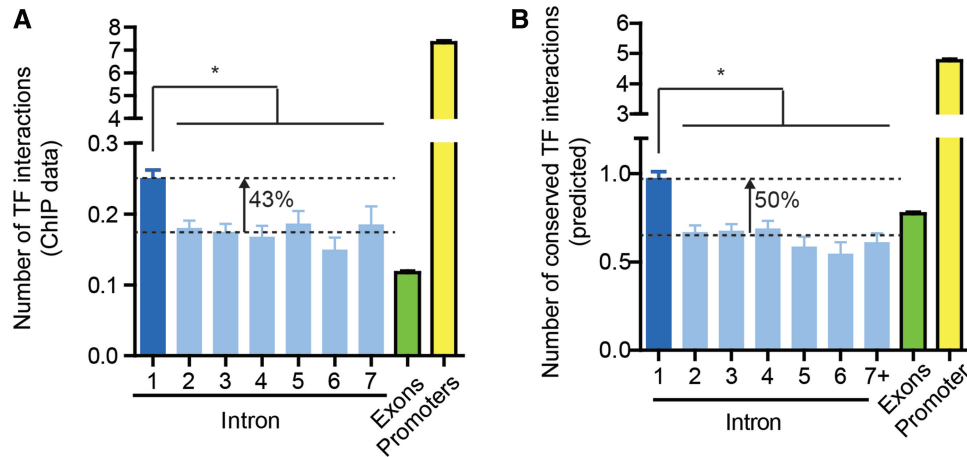 A
Number of TF interactions
(ChIP data)
8
7
6
5
4
0.3
0.2
0.1
0.0
*
43%
1 2 3 4 5 6 7
Exons
Promoters
Intron
B
Number of conserved TF interactions
(predicted)
6
5
4
3
1.0
0.5
0.0
*
50%
1 2 3 4 5 6 7+
Exons
Promoter
Intron